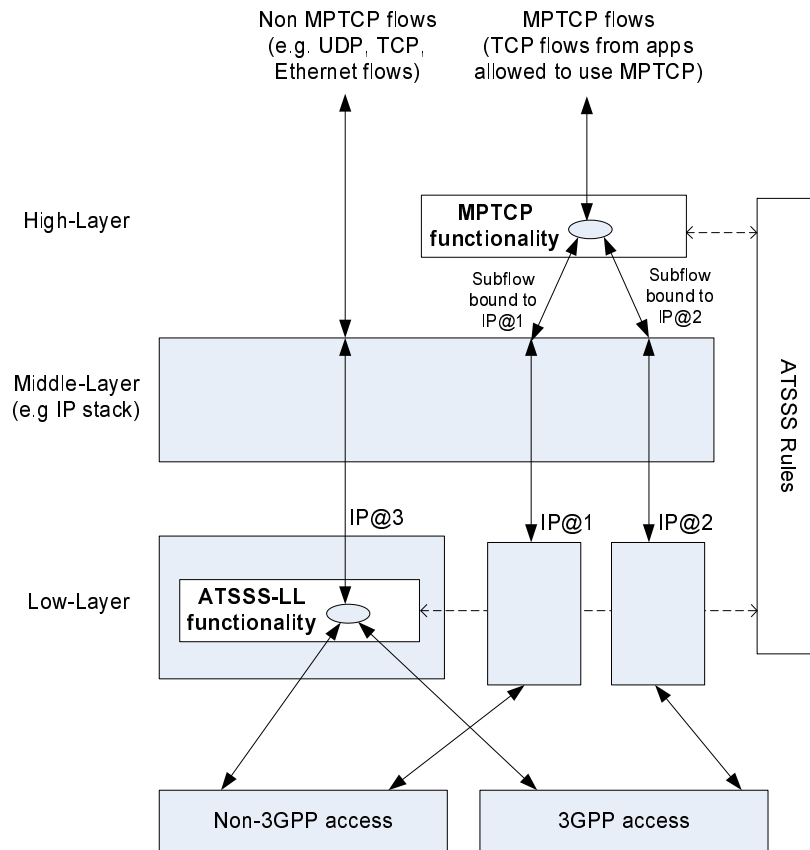 Non MPTCP flows
(e.g. UDP, TCP,
Ethernet flows)
MPTCP flows
(TCP flows from apps
allowed to use MPTCP)
High-Layer
MPTCP
functionality
Subflow
bound to
IP@1
Subflow
bound to
IP@2
Middle-Layer
(e.g IP stack)
ATSSS Rules
IP@3
IP@1
IP@2
Low-Layer
ATSSS-LL
functionality
Non-3GPP access
3GPP access